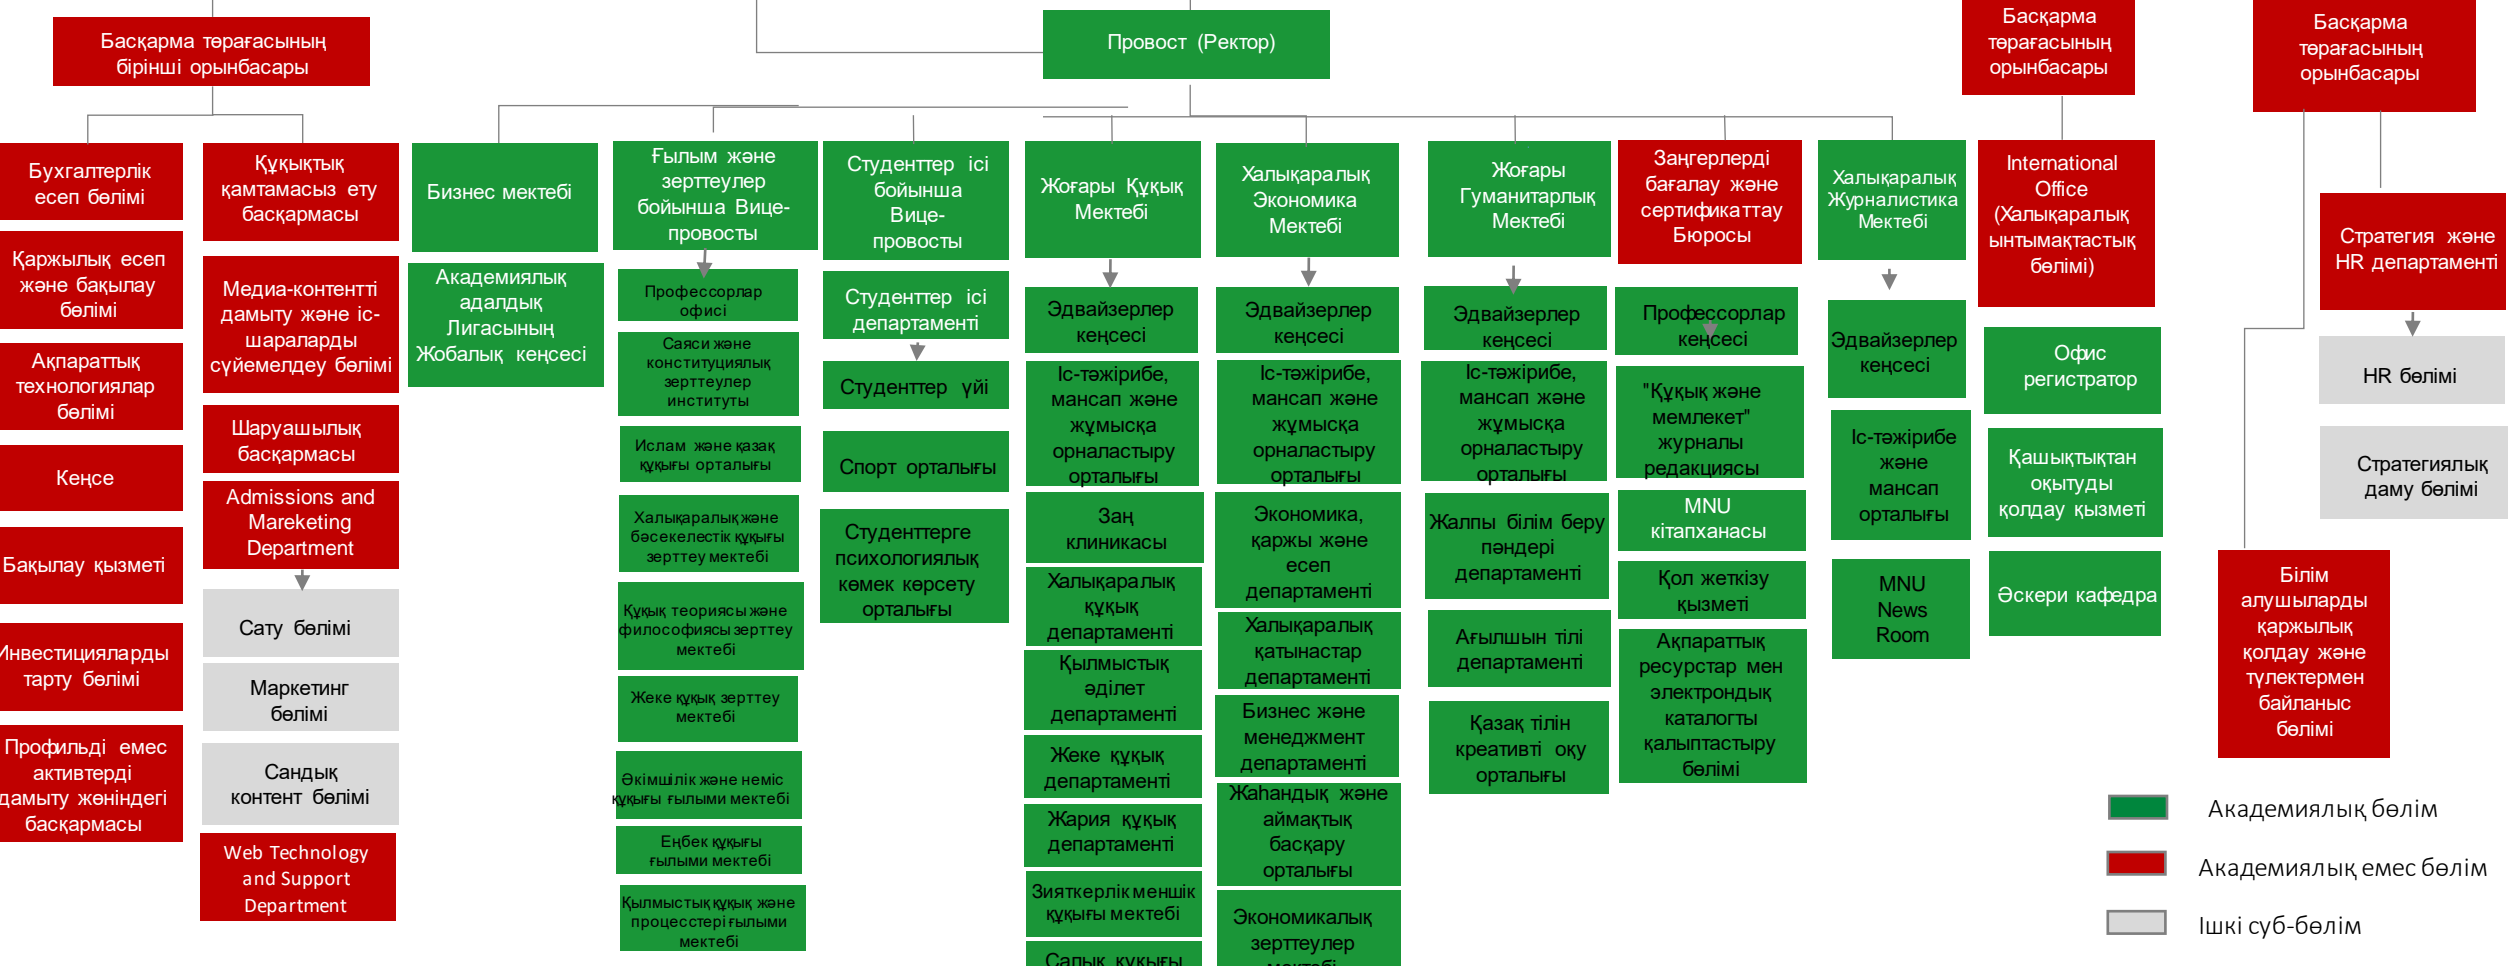 Басқарма төрағасының
бірінші орынбасары
Провост (Ректор)
Басқарма
төрағасының
орынбасары
Басқарма
төрағасының
орынбасары
Бухгалтерлік
есеп бөлімі
Қаржылық есеп
және бақылау
бөлімі
Ақпараттық
технологиялар
бөлімі
Кеңсе
Бақылау қызметі
Инвестицияларды
тарту бөлімі
Профильді емес
активтерді
дамыту жөніндегі
басқармасы
Құқықтық
қамтамасыз ету
басқармасы
Медиа-контентті
дамыту және іс-
шараларды
сүйемелдеу бөлімі
Шаруашылық
басқармасы
Admissions and
Mareketing
Department
Сату бөлімі
Маркетинг
бөлімі
Сандық
контент бөлімі
Web Technology
and Support
Department
Бизнес мектебі
Академиялық
адалдық
Лигасының
Жобалық кеңсесі
Ғылым және
зерттеулер
бойынша Вице-
провосты
Профессорлар
офисі
Саяси және
конституциялық
зерттеулер
институты
Ислам және қазақ
құқығы орталығы
Халықаралық және
бәсекелестік құқығы
зерттеу мектебі
Құқық теориясы және
философиясы зерттеу
мектебі
Жеке құқық зерттеу
мектебі
Әкімшілік және неміс
құқығы ғылыми мектебі
Еңбек құқығы
ғылыми мектебі
Қылмыстық құқық және
процесстері ғылыми
мектебі
Студенттер ісі
бойынша
Вице-
провосты
Студенттер ісі
департаменті
Студенттер үйі
Спорт орталығы
Студенттерге
психологиялық
көмек көрсету
орталығы
Жоғары Құқық
Мектебі
Эдвайзерлер
кеңсесі
Іс-тәжірибе,
мансап және
жұмысқа
орналастыру
орталығы
Заң
клиникасы
Халықаралық
құқық
департаменті
Қылмыстық
әділет
департаменті
Жеке құқық
департаменті
Жария құқық
департаменті
Зияткерлік меншік
құқығы мектебі
Салық құқығы
Халықаралық
Экономика
Мектебі
Эдвайзерлер
кеңсесі
Іс-тәжірибе,
мансап және
жұмысқа
орналастыру
орталығы
Экономика,
қаржы және
есеп
департаменті
Халықаралық
қатынастар
департаменті
Бизнес және
менеджмент
департаменті
Жаһандық және
аймақтық
басқару
орталығы
Экономикалық
зерттеулер
мектебі
Жоғары
Гуманитарлық
Мектебі
Эдвайзерлер
кеңсесі
Іс-тәжірибе,
мансап және
жұмысқа
орналастыру
орталығы
Жалпы білім беру
пәндері
департаменті
Ағылшын тілі
департаменті
Қазақ тілін
креативті оқу
орталығы
Заңгерлерді
бағалау және
сертификаттау
Бюросы
Профессорлар
кеңсесі
"Құқық және
мемлекет"
журналы
редакциясы
MNU
кітапханасы
Қол жеткізу
қызметі
Ақпараттық
ресурстар мен
электрондық
каталогты
қалыптастыру
бөлімі
Халықаралық
Журналистика
Мектебі
Эдвайзерлер
кеңсесі
Іс-тәжірибе
және
мансап
орталығы
MNU
News
Room
International
Office
(Халықаралық
ынтымақтастық
бөлімі)
Офис
регистратор
Қашықтықтан
оқытуды
қолдау қызметі
Әскери кафедра
Стратегия және
HR департаменті
HR бөлімі
Стратегиялық
даму бөлімі
Білім
алушыларды
қаржылық
қолдау және
түлектермен
байланыс
бөлімі
Академиялық бөлім
Академиялық емес бөлім
Ішкі суб-бөлім